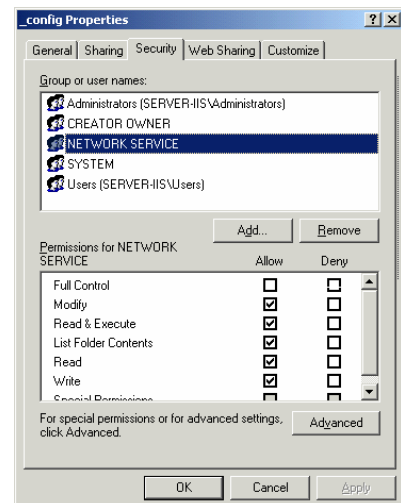 _config Properties
General Sharing Security Web Sharing Customize
Group or user names:
Administrators (SERVER-IIS\Administrators)
CREATOR OWNER
NETWORK SERVICE
SYSTEM
Users (SERVER-IIS\Users)
Add... Remove
Permissions for NETWORK
SERVICE Allow Deny
Full Control
Modify
Read & Execute
List Folder Contents
Read
Write
Special Permissions
For special permissions or for advanced settings,
click Advanced. Advanced
OK Cancel Apply